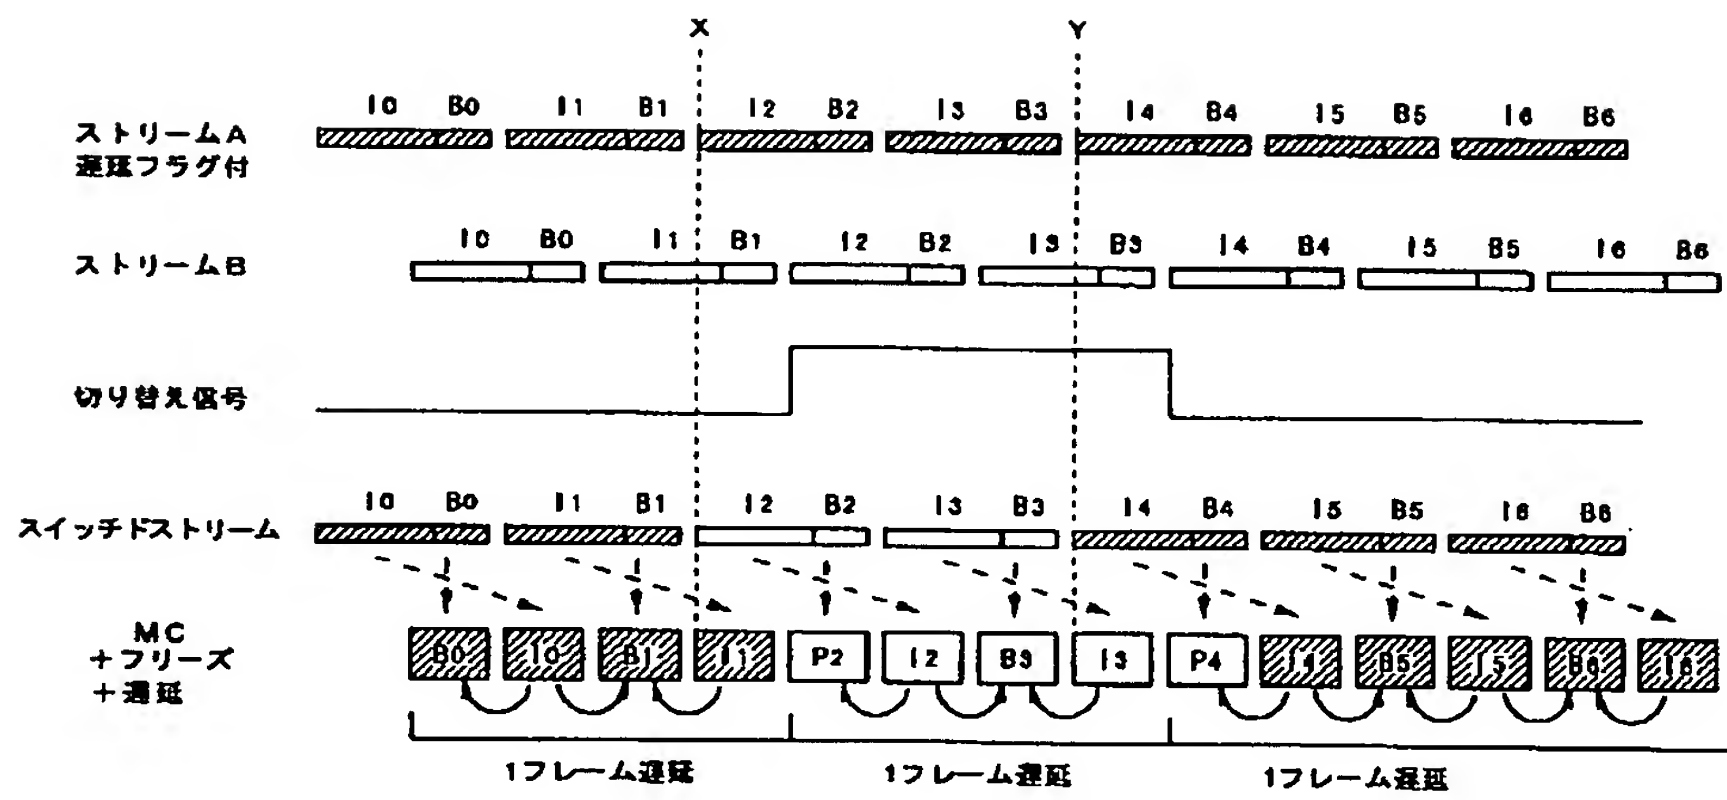 X Y
I0 B0 I1 B1 I2 B2 I3 B3 I4 B4 I5 B5 I6 B6
ストリームA
遅延フラグ付
I0 B0 I1 B1 I2 B2 I3 B3 I4 B4 I5 B5 I6 B6
ストリームB
切り替え信号
I0 B0 I1 B1 I2 B2 I3 B3 I4 B4 I5 B5 I6 B6
スイッチドストリーム
MC
+フリーズ
+遅延
B0 I0 B1 I1 P2 I2 B3 I3 P4 I4 B5 I5 B6 I6
1フレーム遅延 1フレーム遅延 1フレーム遅延